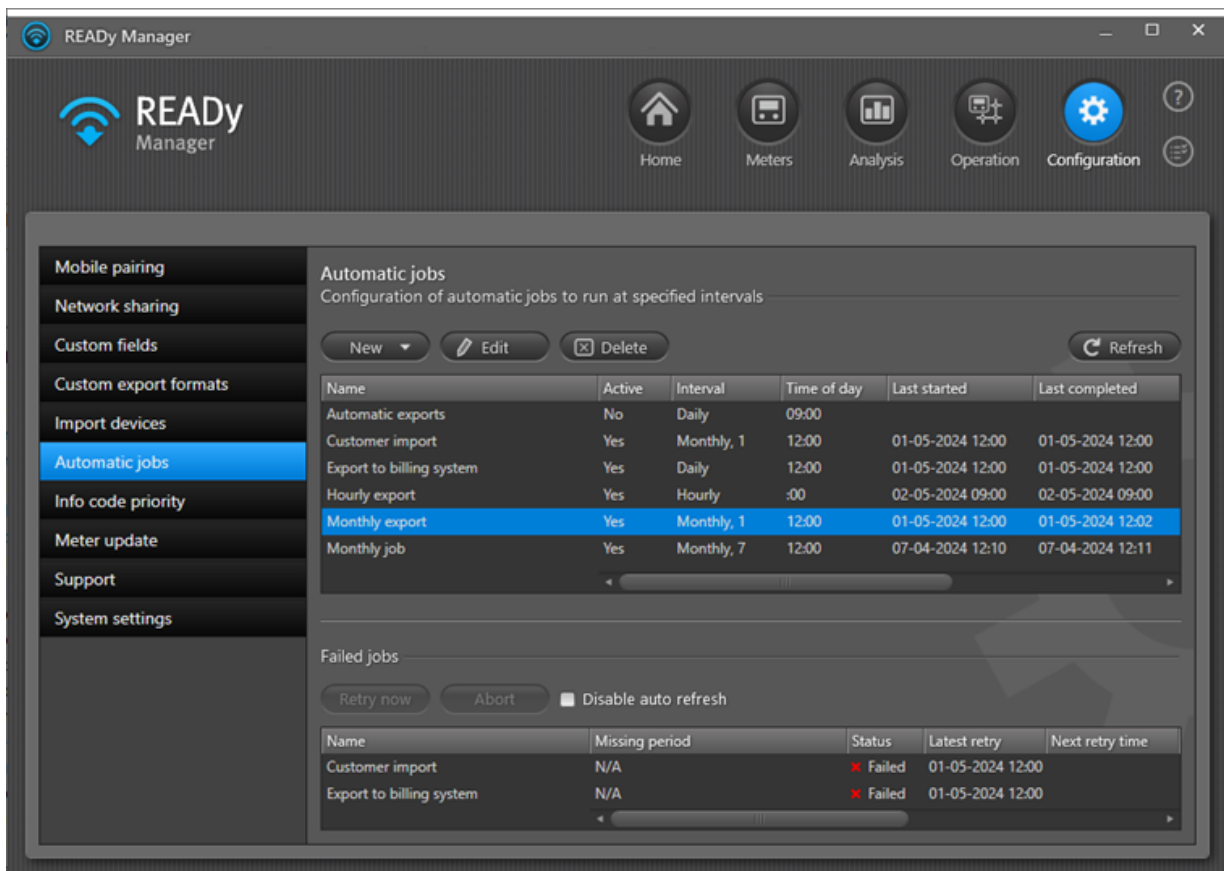 READy Manager
READy
Manager
Home Meters Analysis Operation Configuration
Mobile pairing
Network sharing
Custom fields
Custom export formats
Import devices
Automatic jobs
Info code priority
Meter update
Support
System settings
Automatic jobs
Configuration of automatic jobs to run at specified intervals
New Edit Delete Refresh
Name Active Interval Time of day Last started Last completed
Automatic exports No Daily 09:00
Customer import Yes Monthly, 1 12:00 01-05-2024 12:00 01-05-2024 12:00
Export to billing system Yes Daily 12:00 01-05-2024 12:00 01-05-2024 12:00
Hourly export Yes Hourly :00 02-05-2024 09:00 02-05-2024 09:00
Monthly export Yes Monthly, 1 12:00 01-05-2024 12:00 01-05-2024 12:02
Monthly job Yes Monthly, 7 12:00 07-04-2024 12:10 07-04-2024 12:11
Failed jobs
Retry now Abort Disable auto refresh
Name Missing period Status Latest retry Next retry time
Customer import N/A Failed 01-05-2024 12:00
Export to billing system N/A Failed 01-05-2024 12:00